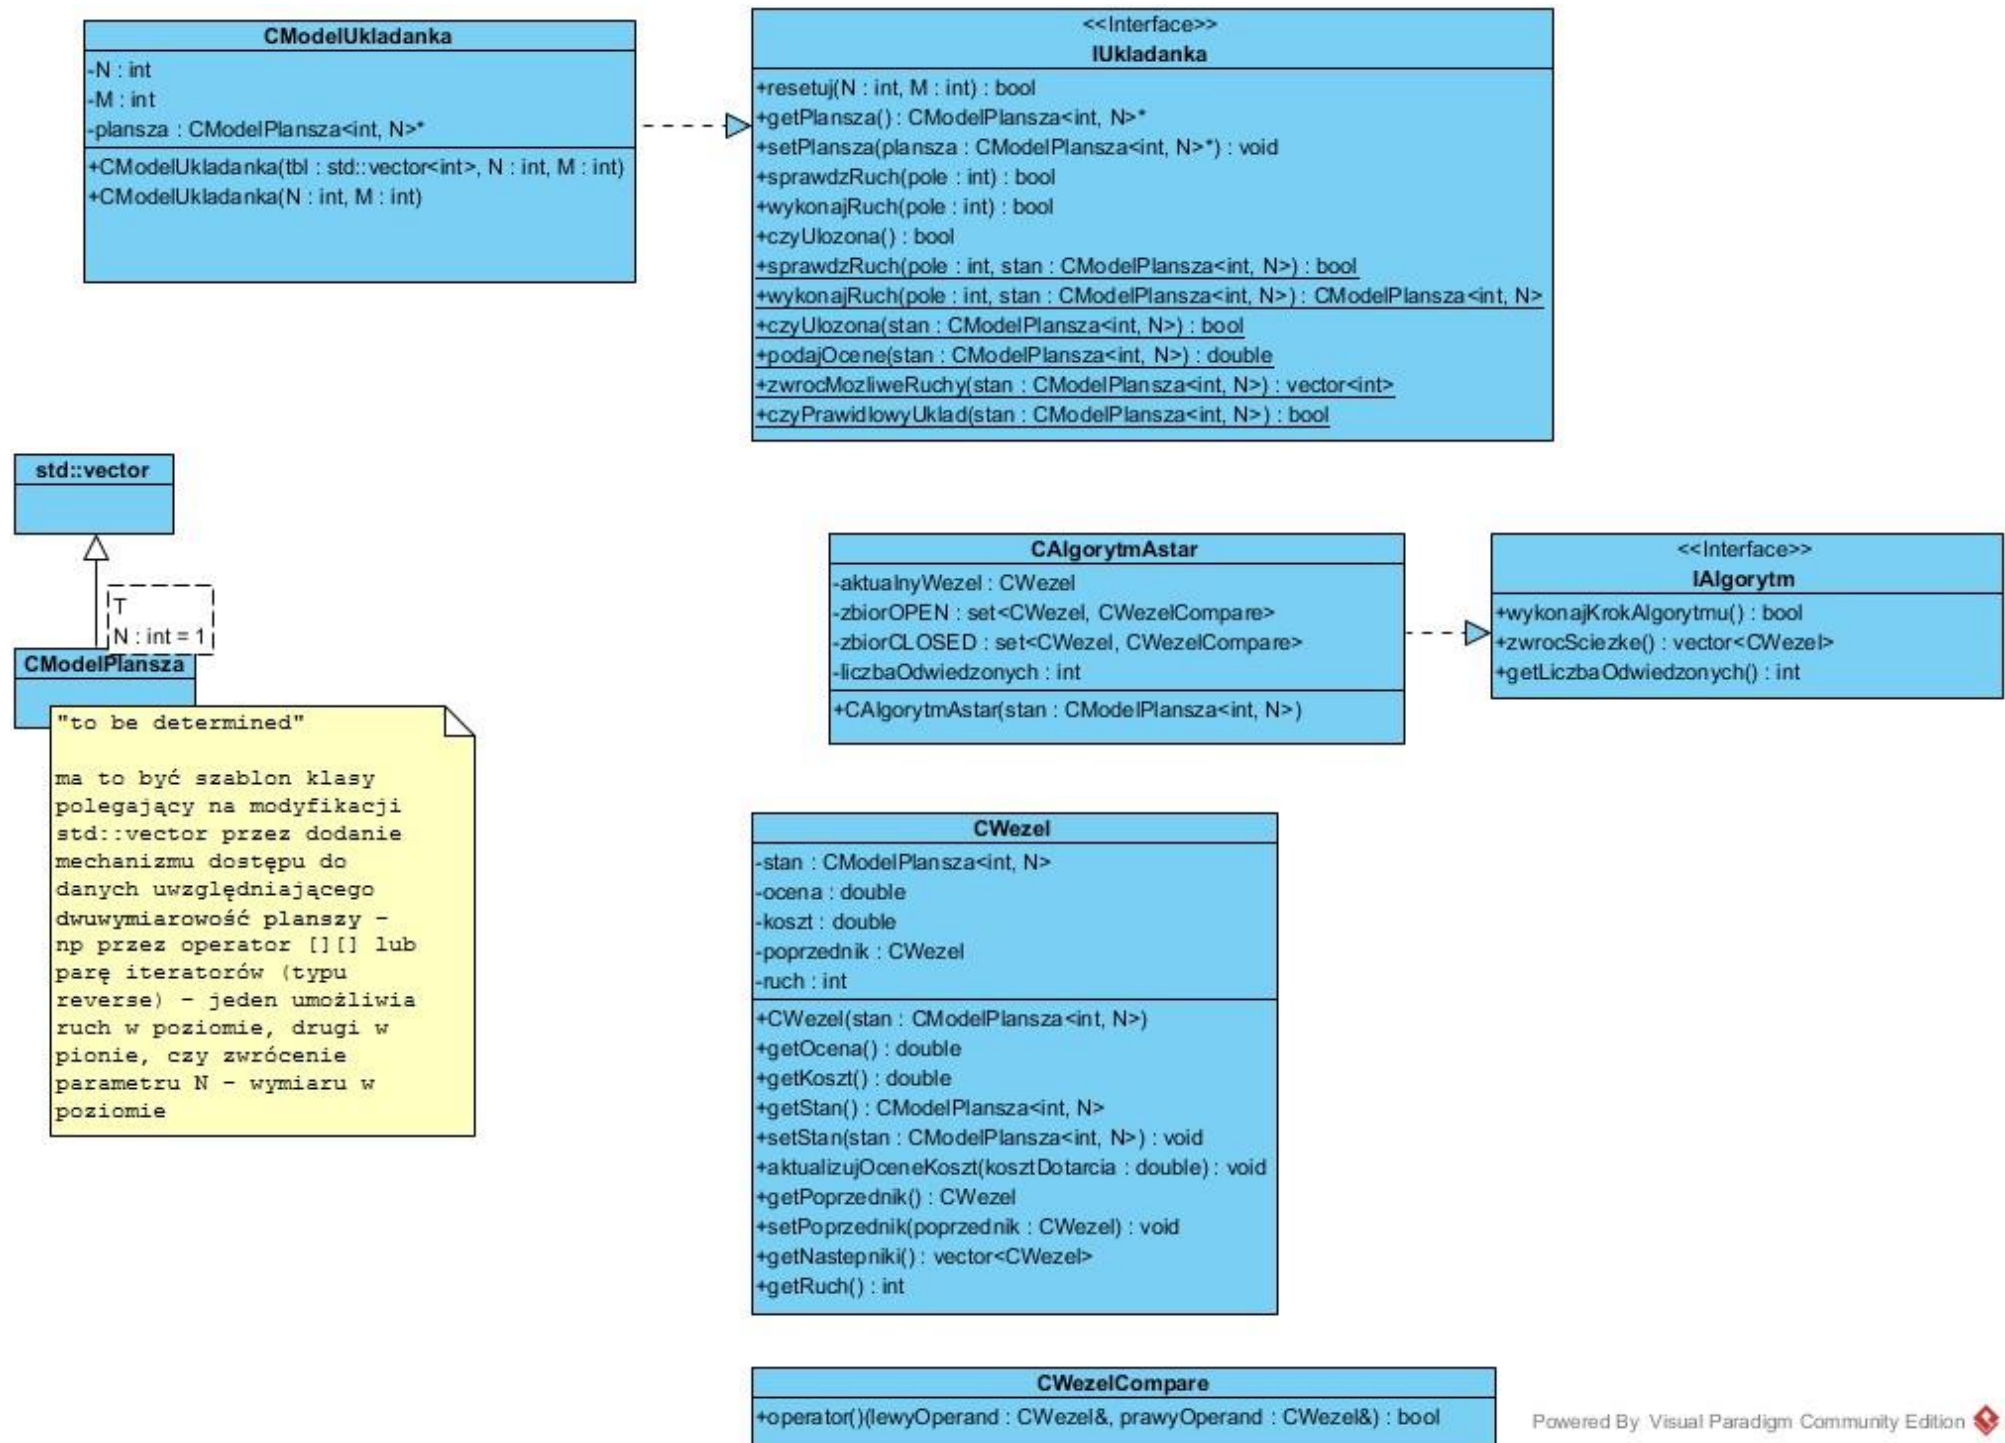 CModelUkladanka
-N : int
-M : int
-plansza : CModelPlansza<int, N>*
+CModelUkladanka(tbl : std::vector<int>, N : int, M : int)
+CModelUkladanka(N : int, M : int)
<<Interface>>
IUkladanka
+resetuj(N : int, M : int) : bool
+getPlansza() : CModelPlansza<int, N>*
+setPlansza(plansza : CModelPlansza<int, N>*) : void
+sprawdzRuch(pole : int) : bool
+wykonajRuch(pole : int) : bool
+czyUlozona() : bool
+sprawdzRuch(pole : int, stan : CModelPlansza<int, N>) : bool
+wykonajRuch(pole : int, stan : CModelPlansza<int, N>) : CModelPlansza<int, N>
+czyUlozona(stan : CModelPlansza<int, N>) : bool
+podajOcene(stan : CModelPlansza<int, N>) : double
+zwrocMozliweRuchy(stan : CModelPlansza<int, N>) : vector<int>
+czyPrawidlowyUklad(stan : CModelPlansza<int, N>) : bool
std::vector
T
N : int = 1
CModelPlansza
"to be determined"
ma to być szablon klasy
polegający na modyfikacji
std::vector przez dodanie
mechanizmu dostępu do
danych uwzględniającego
dwuwymiarowość planszy -
np przez operator [][] lub
parę iteratorów (typu
reverse) - jeden umożliwia
ruch w poziomie, drugi w
pionie, czy zwrócenie
parametru N - wymiaru w
poziomie
CAlgorytmAstar
-aktualnyWezel : CWezel
-zbiorOPEN : set<CWezel, CWezelCompare>
-zbiorCLOSED : set<CWezel, CWezelCompare>
-liczbaOdwiedzonych : int
+CAlgorytmAstar(stan : CModelPlansza<int, N>)
<<Interface>>
IAlgorytm
+wykonajKrokAlgorytmu() : bool
+zwrocSciezke() : vector<CWezel>
+getLiczbaOdwiedzonych() : int
CWezel
-stan : CModelPlansza<int, N>
-ocena : double
-koszt : double
-poprzednik : CWezel
-ruch : int
+CWezel(stan : CModelPlansza<int, N>)
+getOcena() : double
+getKoszt() : double
+getStan() : CModelPlansza<int, N>
+setStan(stan : CModelPlansza<int, N>) : void
+aktualizujOceneKoszt(kosztDotarcia : double) : void
+getPoprzednik() : CWezel
+setPoprzednik(poprzednik : CWezel) : void
+getNastepniki() : vector<CWezel>
+getRuch() : int
CWezelCompare
+operator()(lewyOperand : CWezel&, prawyOperand : CWezel&) : bool
Powered By Visual Paradigm Community Edition